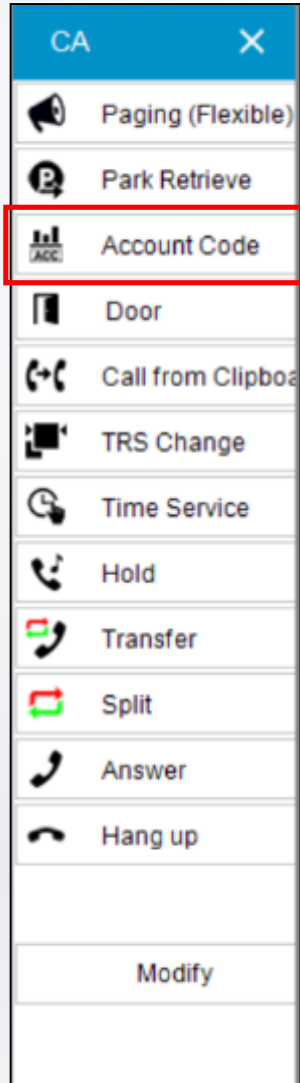 CA
Paging (Flexible)
Park Retrieve
ACC
Account Code
Door
Call from Clipboa
TRS Change
Time Service
Hold
Transfer
Split
Answer
Hang up
Modify